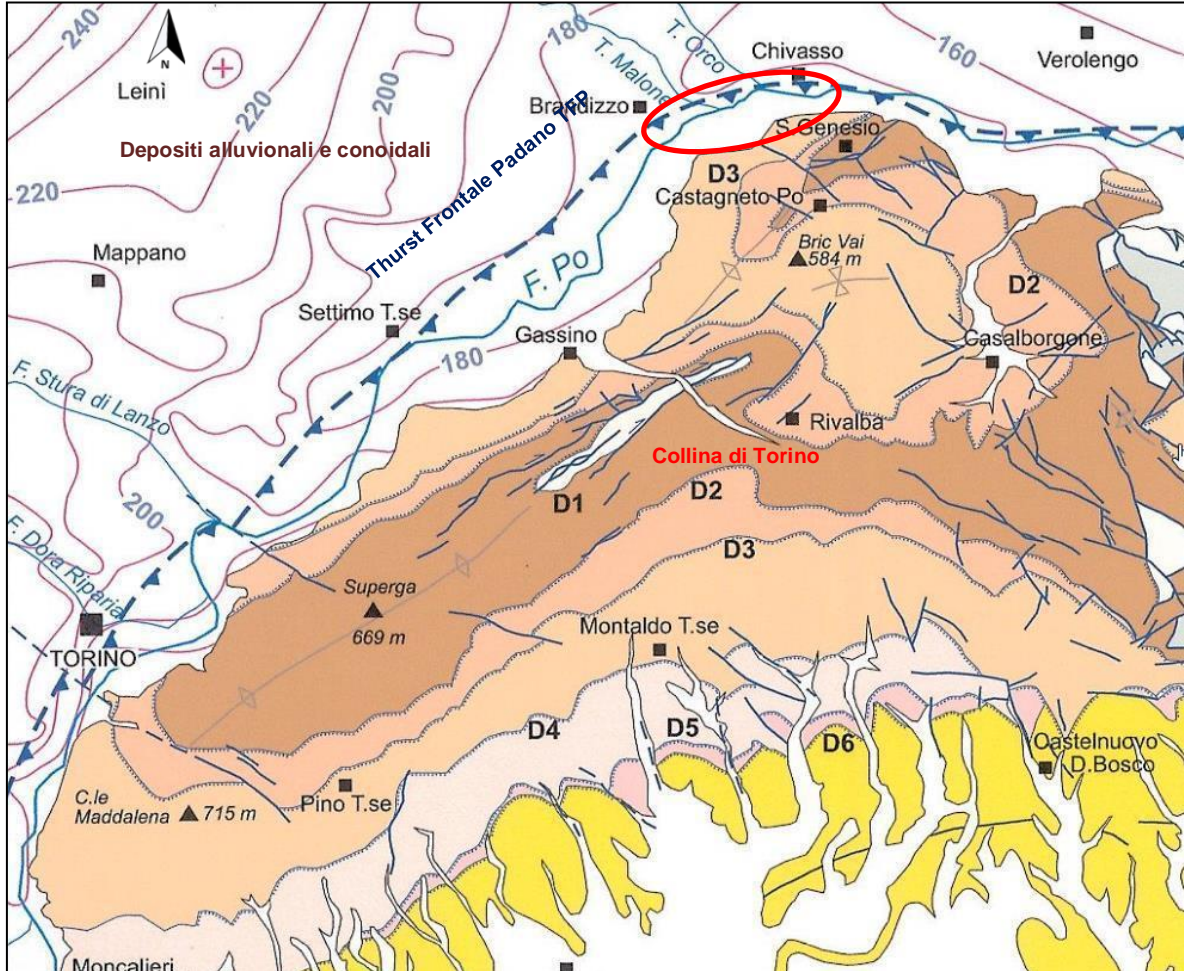 240
N
Leinì
220
200
180
T. Orco
T. Malone
Chivasso
160
Verolengo
Brandizzo
Depositi alluvionali e conoidali
Thurst Frontale Padano TFP
S.Genesio
D3
Castagneto Po
220
Mappano
Bric Vai
584 m
D2
F. Po
Settimo T.se
Gassino
Casalborgone
180
F. Stura di Lanzo
Rivalba
Collina di Torino
D1
D2
200
D3
F. Dora Riparia
Superga
669 m
Montaldo T.se
TORINO
D4
D5
D6
Castelnuovo
D.Bosco
C.le
Maddalena
715 m
Pino T.se
Moncalieri